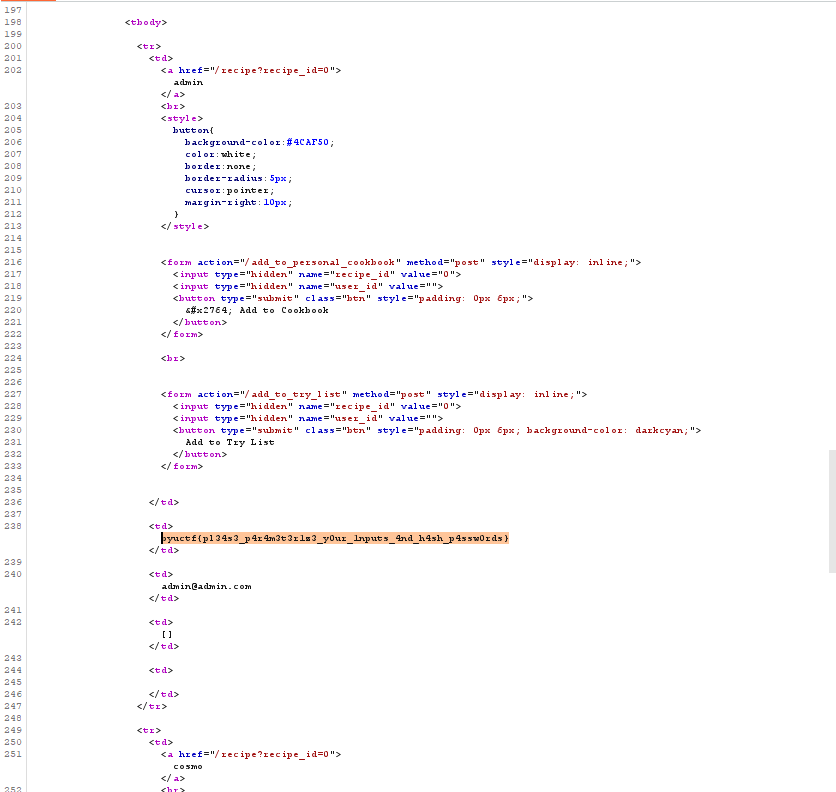 197
198 <tbody>
199
200 <tr>
201 <td>
202 <a href="/recipe?recipe_id=0">
admin
</a>
203 <br>
204 <style>
205 button{
206 background-color:#4CAF50;
207 color:white;
208 border:none;
209 border-radius:5px;
210 cursor:pointer;
211 margin-right:10px;
212 }
213 </style>
214
215
216 <form action="/add_to_personal_cookbook" method="post" style="display: inline;">
217 <input type="hidden" name="recipe_id" value="0">
218 <input type="hidden" name="user_id" value="">
219 <button type="submit" class="btn" style="padding: 0px 6px;">
220 &#x2764; Add to Cookbook
221 </button>
222 </form>
223
224 <br>
225
226
227 <form action="/add_to_try_list" method="post" style="display: inline;">
228 <input type="hidden" name="recipe_id" value="0">
229 <input type="hidden" name="user_id" value="">
230 <button type="submit" class="btn" style="padding: 0px 6px; background-color: darkcyan;">
231 Add to Try List
232 </button>
233 </form>
234
235
236 </td>
237
238 <td>
byuctf{pl34s3_p4r4m3t3r1z3_y0ur_1nputs_4nd_h4sh_p4ssw0rds}
</td>
239
240 <td>
admin@admin.com
</td>
241
242 <td>
[]
</td>
243
244 <td>
245
246 </td>
247 </tr>
248
249 <tr>
250 <td>
251 <a href="/recipe?recipe_id=0">
cosmo
</a>
252 <br>